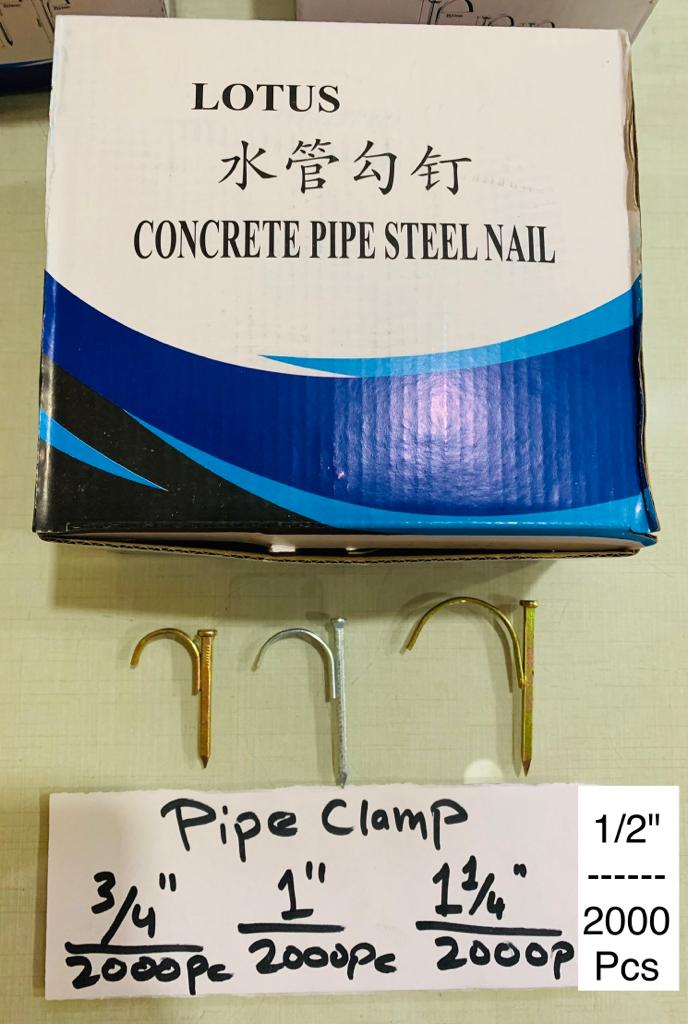 LOTUS
水管勾钉
CONCRETE PIPE STEEL NAIL
Pipe Clamp
3/4" 1" 1 1/4"
2000pc 2000pc 2000p
1/2"
------
2000
Pcs